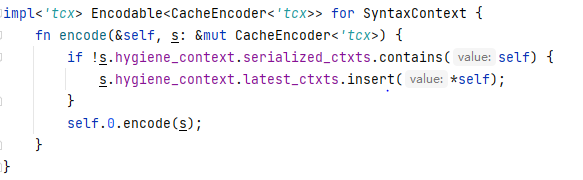 impl<'tcx> Encodable<CacheEncoder<'tcx>> for SyntaxContext {
    fn encode(&self, s: &mut CacheEncoder<'tcx>) {
        if !s.hygiene_context.serialized_ctxts.contains( value: self) {
            s.hygiene_context.latest_ctxts.insert( value: *self);
        }
        self.0.encode(s);
    }
}